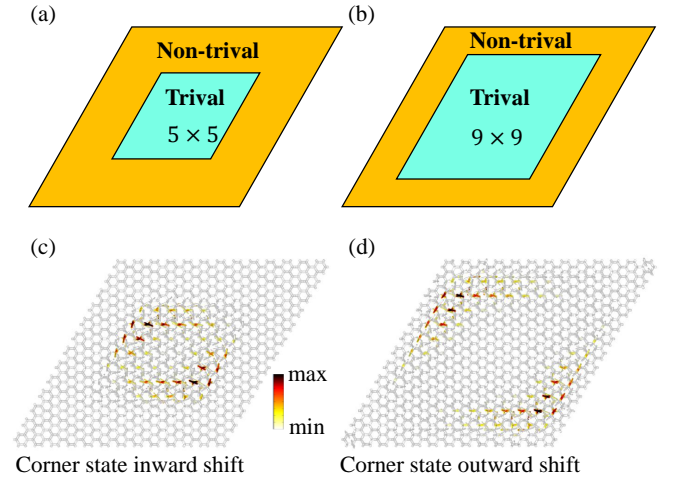 (a)
Non-trival
Trival
5 × 5
(b)
Non-trival
Trival
9 × 9
(c)
max
min
Corner state inward shift
(d)
Corner state outward shift